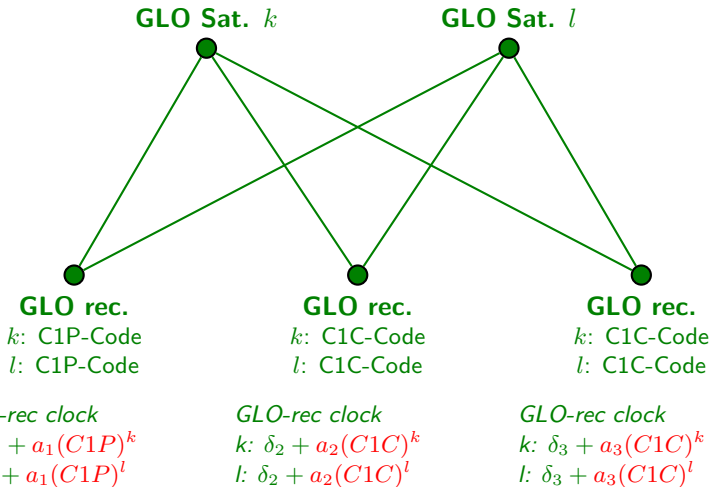 GLO Sat. k
GLO Sat. l
GLO rec.
k: C1P-Code
l: C1P-Code
GLO rec.
k: C1C-Code
l: C1C-Code
GLO rec.
k: C1C-Code
l: C1C-Code
-rec clock
+ a₁(C1P)ᵏ
+ a₁(C1P)ˡ
GLO-rec clock
k: δ₂ + a₂(C1C)ᵏ
l: δ₂ + a₂(C1C)ˡ
GLO-rec clock
k: δ₃ + a₃(C1C)ᵏ
l: δ₃ + a₃(C1C)ˡ